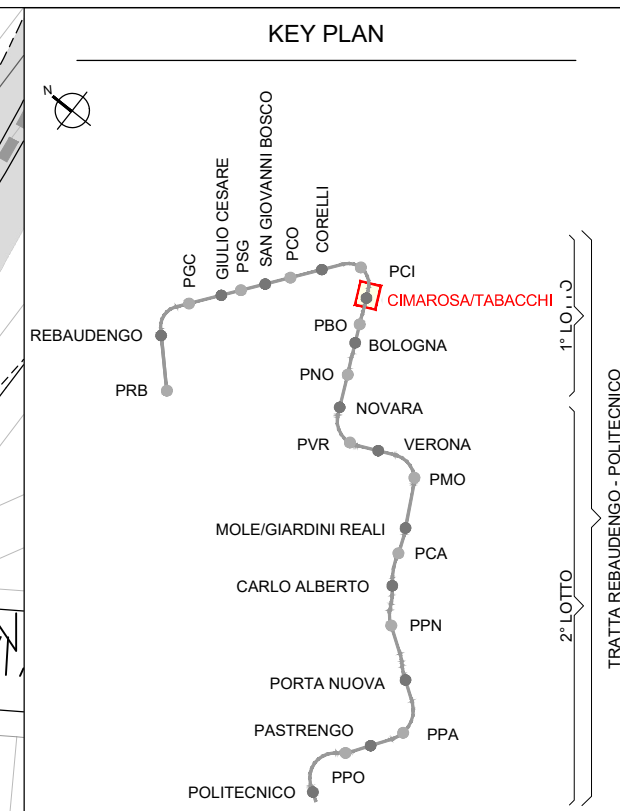 KEY PLAN
N
PGC
GIULIO CESARE
PSG
SAN GIOVANNI BOSCO
PCO
CORELLI
PCI
CIMAROSA/TABACCHI
REBAUDENGO
PBO
BOLOGNA
PRB
PNO
NOVARA
PVR
VERONA
PMO
MOLE/GIARDINI REALI
PCA
CARLO ALBERTO
PPN
PORTA NUOVA
PASTRENGO
PPA
PPO
POLITECNICO
1° LOTTO
2° LOTTO
TRATTA REBAUDENGO - POLITECNICO